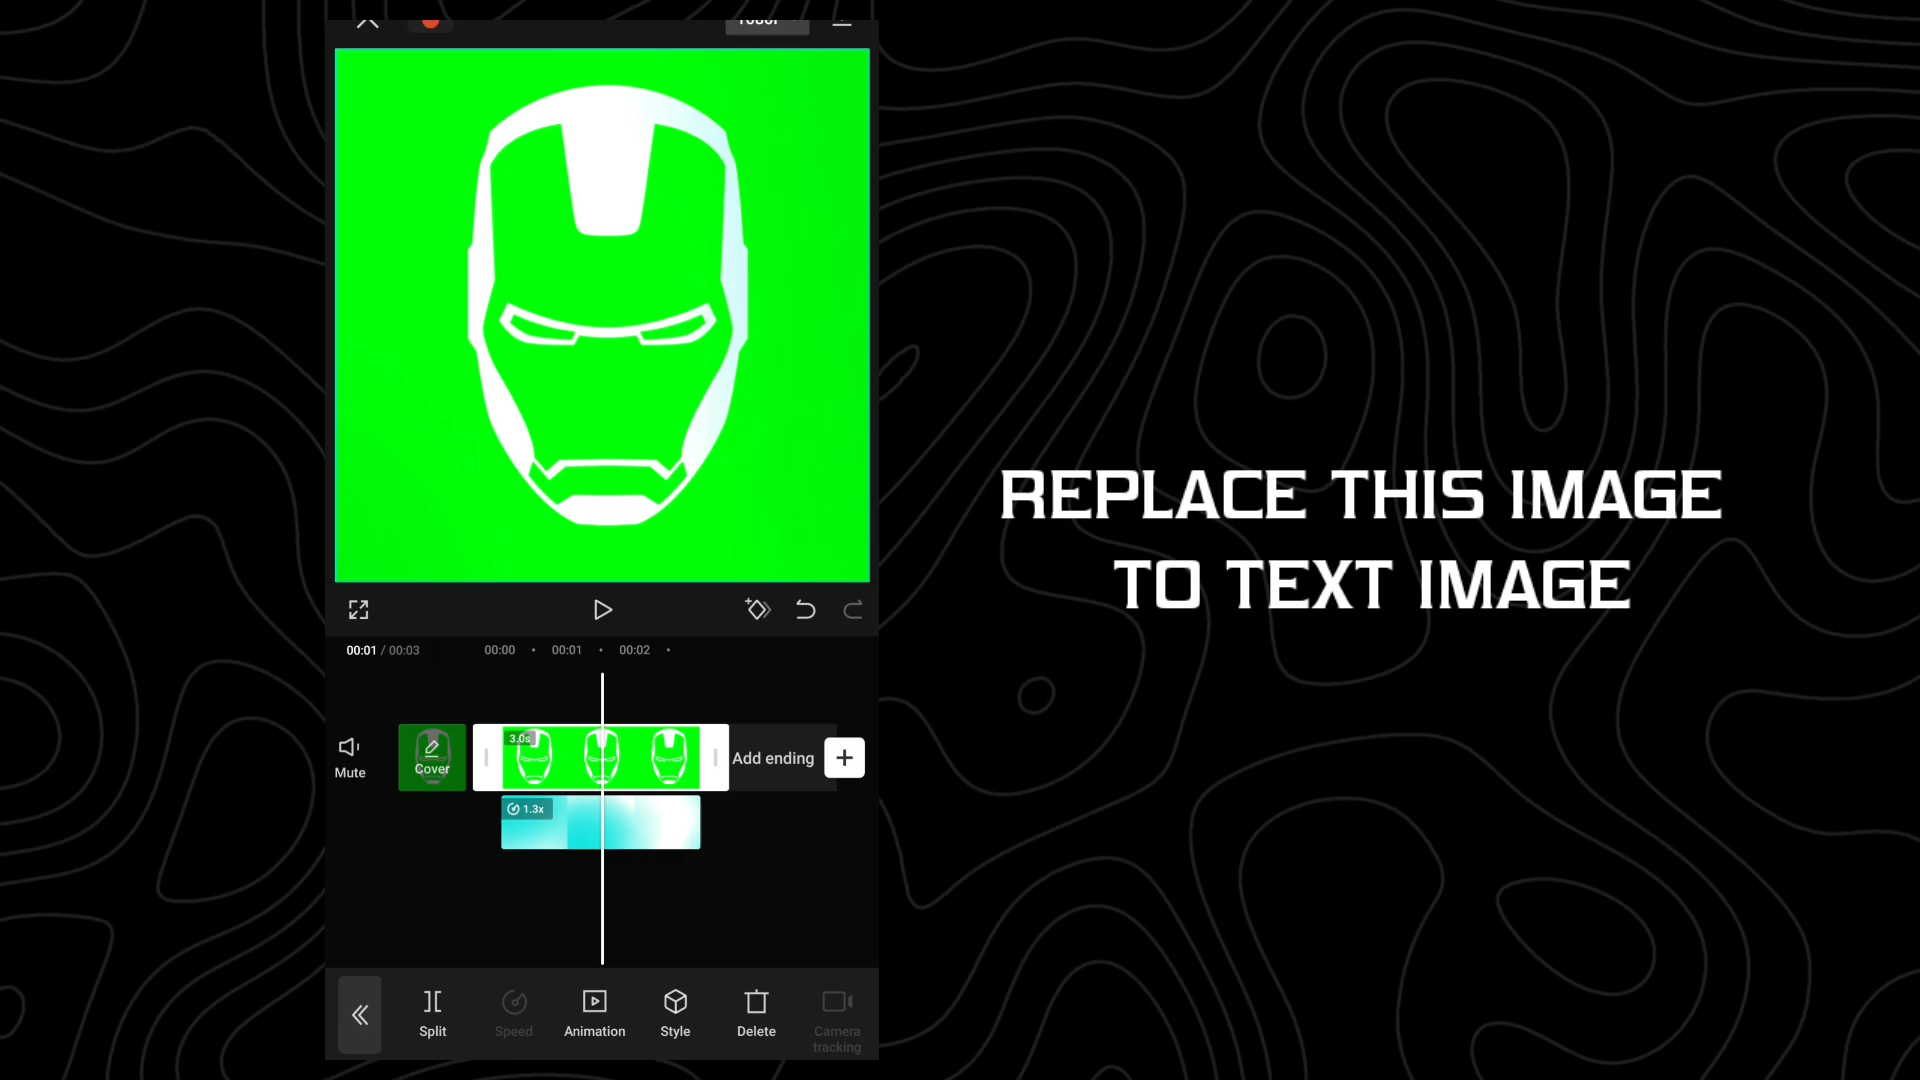 REPLACE THIS IMAGE
TO TEXT IMAGE
00:01 / 00:03
00:00
00:01
00:02
Mute
Cover
3.0s
Add ending
1.3x
Split
Speed
Animation
Style
Delete
Camera
tracking